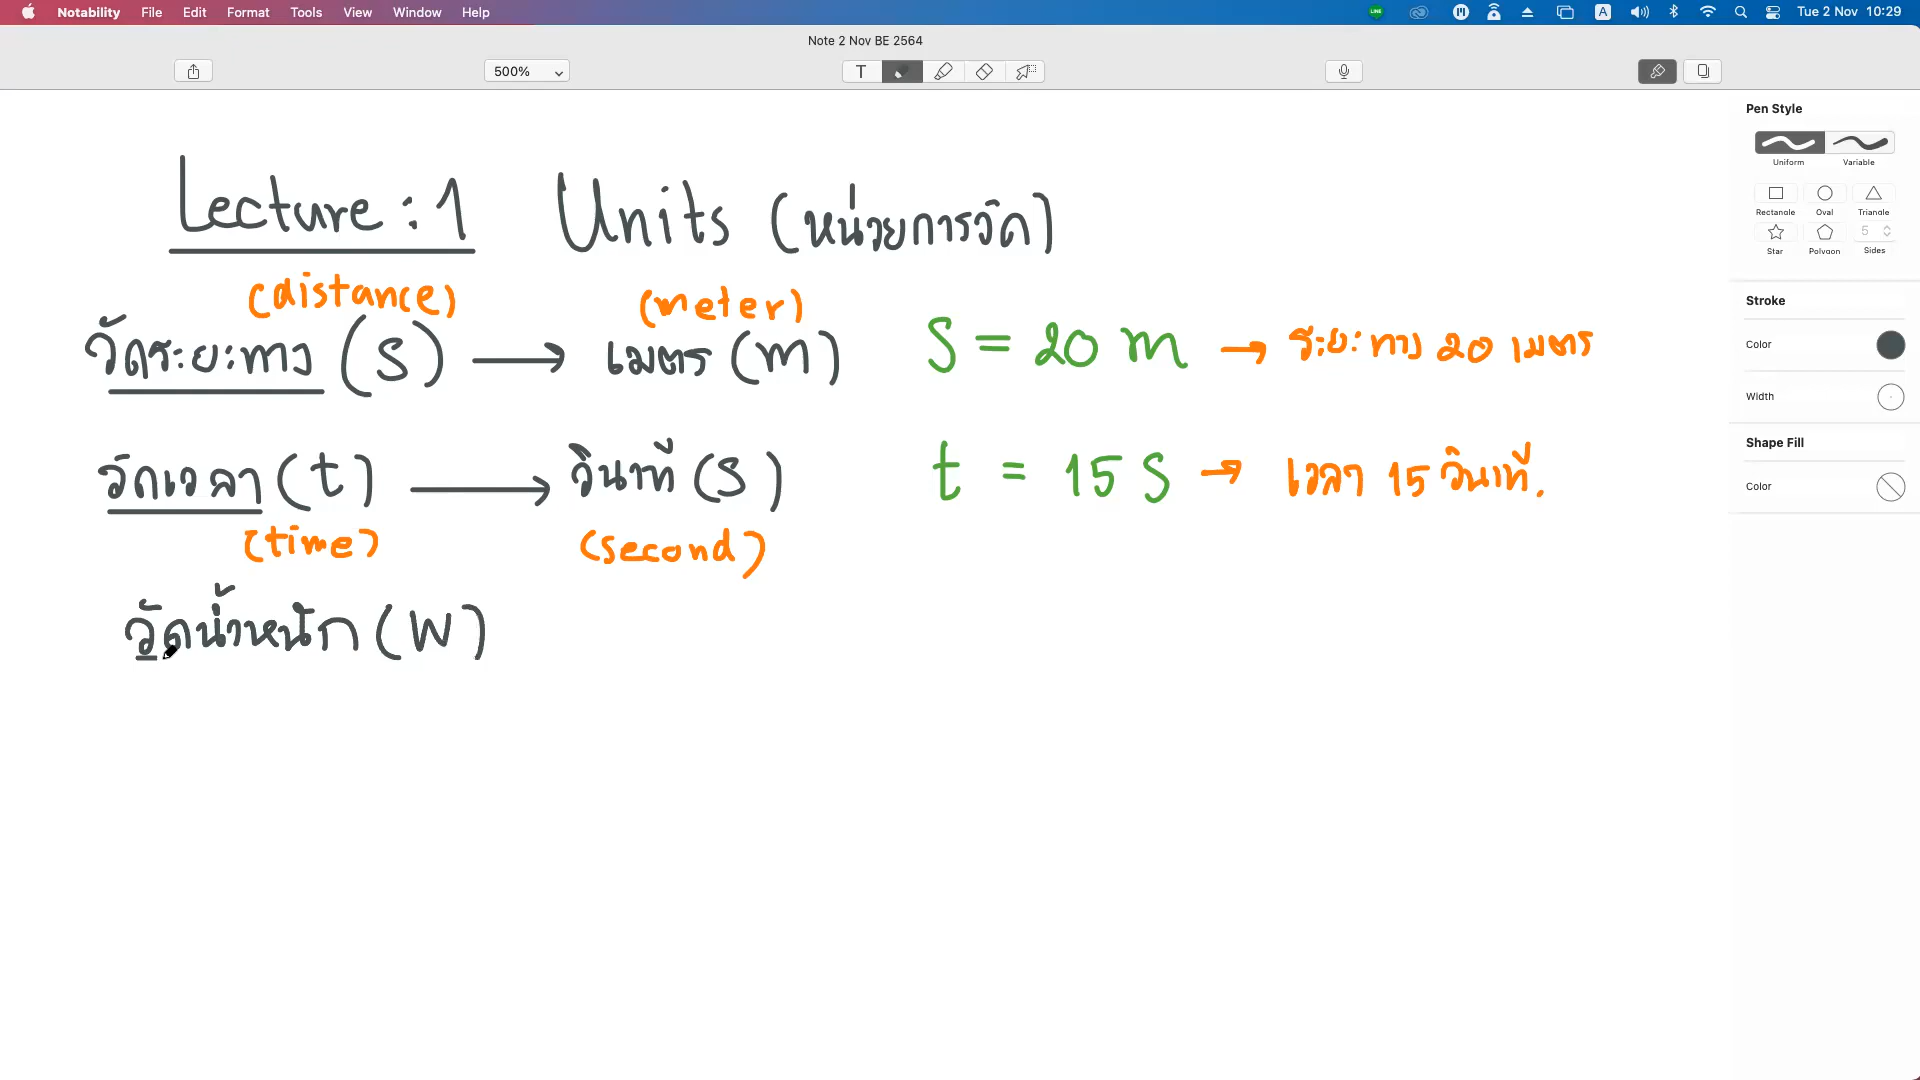 Notability File Edit Format Tools View Window Help Tue 2 Nov 10:29
Note 2 Nov BE 2564
500%
T
Pen Style
Uniform Variable
Rectangle Oval Triangle
5
Star Polygon Sides
Stroke
Color
Width
Shape Fill
Color
Lecture : 1 Units (หน่วยการวัด)
(distance) (meter)
วัดระยะทาง (S) → เมตร (m) S = 20 m → ระยะทาง 20 เมตร
วัดเวลา (t) → วินาที (S) t = 15 S → เวลา 15 วินาที.
(time) (second)
วัดน้ำหนัก (W)